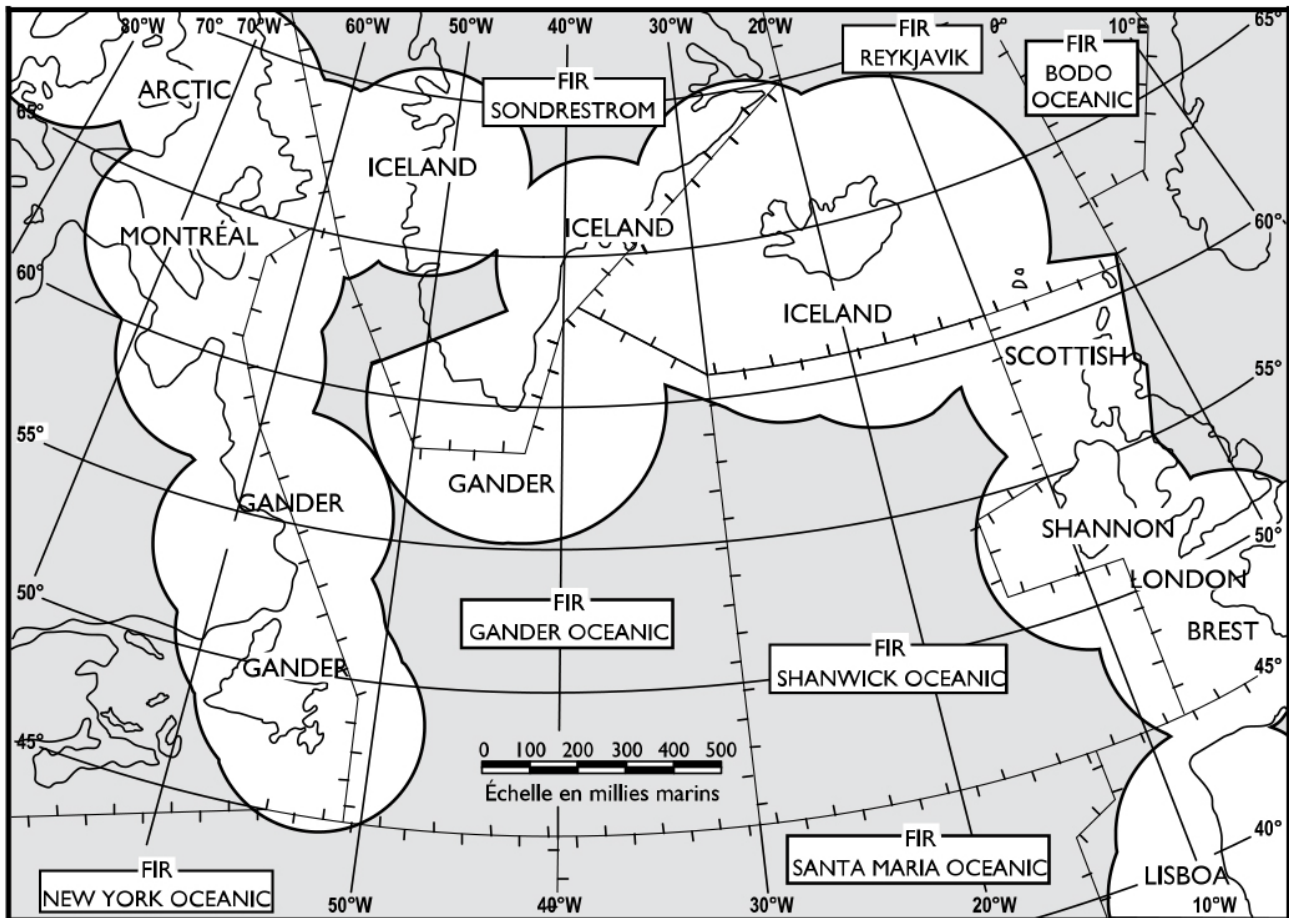 80°W 70° 70°W 60°W 50°W 40°W 30°W 20°W 0° 10°E 65°
FIR
REYKJAVIK
FIR
BODO
OCEANIC
FIR
SONDRESTROM
ARCTIC
65°
ICELAND
ICELAND
MONTRÉAL
60°
60°
ICELAND
SCOTTISH
55°
55°
GANDER
GANDER
SHANNON
50°
LONDON
50°
FIR
GANDER OCEANIC
BREST
GANDER
FIR
SHANWICK OCEANIC
45°
45°
0 100 200 300 400 500
Échelle en millies marins
40°
FIR
NEW YORK OCEANIC
FIR
SANTA MARIA OCEANIC
LISBOA
50°W 40°W 30°W 20°W 10°W